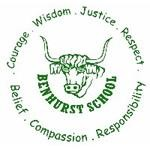 Courage . Wisdom . Justice . Respect .
BENHURST SCHOOL
Belief . Compassion . Responsibility